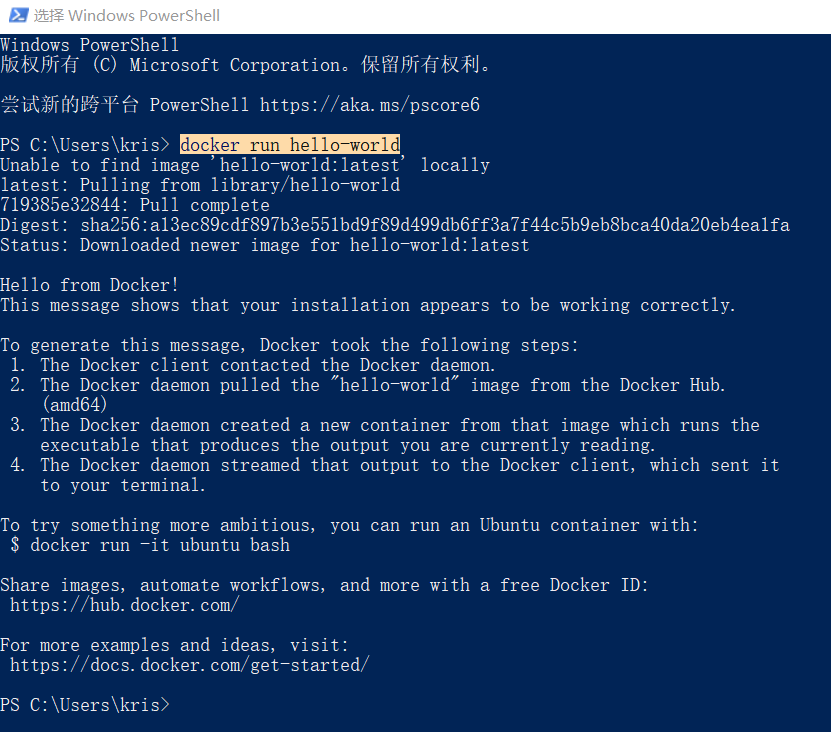 选择 Windows PowerShell
Windows PowerShell
版权所有 (C) Microsoft Corporation。保留所有权利。
尝试新的跨平台 PowerShell https://aka.ms/pscore6
PS C:\Users\kris> docker run hello-world
Unable to find image 'hello-world:latest' locally
latest: Pulling from library/hello-world
719385e32844: Pull complete
Digest: sha256:a13ec89cdf897b3e551bd9f89d499db6ff3a7f44c5b9eb8bca40da20eb4ea1fa
Status: Downloaded newer image for hello-world:latest
Hello from Docker!
This message shows that your installation appears to be working correctly.
To generate this message, Docker took the following steps:
1. The Docker client contacted the Docker daemon.
2. The Docker daemon pulled the "hello-world" image from the Docker Hub.
(amd64)
3. The Docker daemon created a new container from that image which runs the
executable that produces the output you are currently reading.
4. The Docker daemon streamed that output to the Docker client, which sent it
to your terminal.
To try something more ambitious, you can run an Ubuntu container with:
$ docker run -it ubuntu bash
Share images, automate workflows, and more with a free Docker ID:
https://hub.docker.com/
For more examples and ideas, visit:
https://docs.docker.com/get-started/
PS C:\Users\kris>